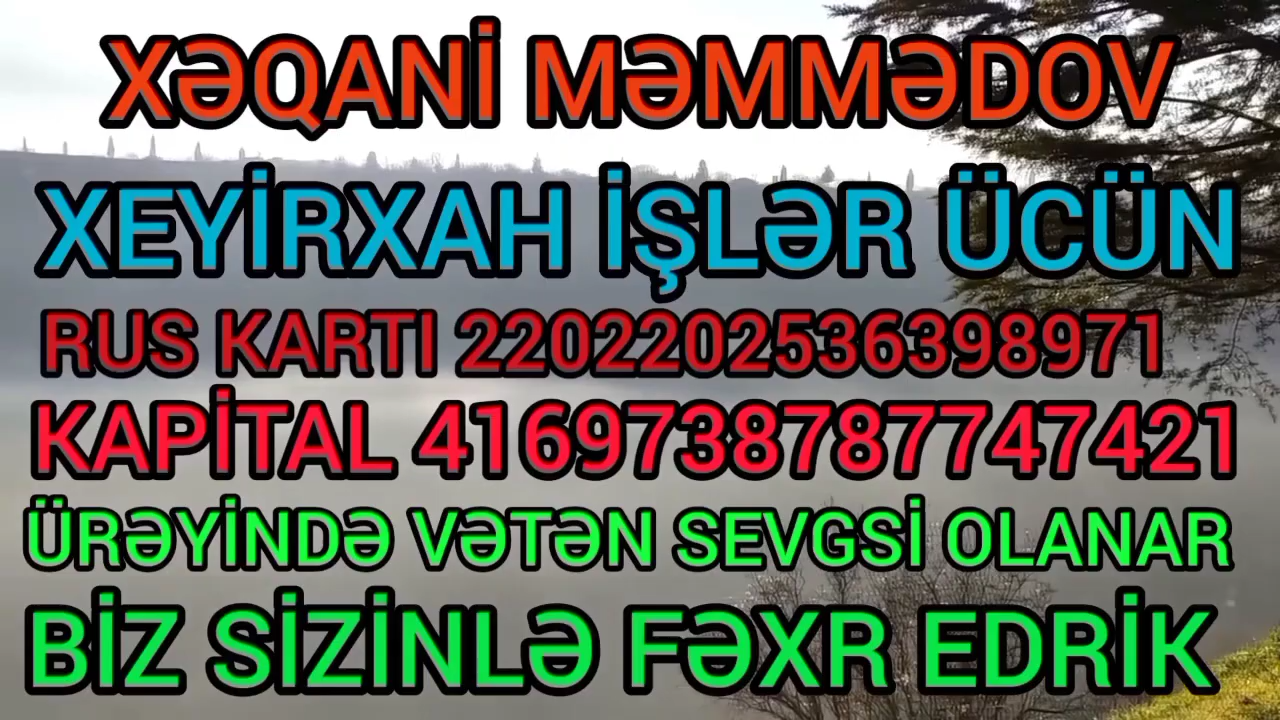 XƏQANİ MƏMMƏDOV
XEYİRXAH İŞLƏR ÜCÜN
RUS KARTI 2202202536398971
KAPİTAL 4169738787747421
ÜRƏYİNDƏ VƏTƏN SEVGSİ OLANAR
BİZ SİZİNLƏ FƏXR EDRİK